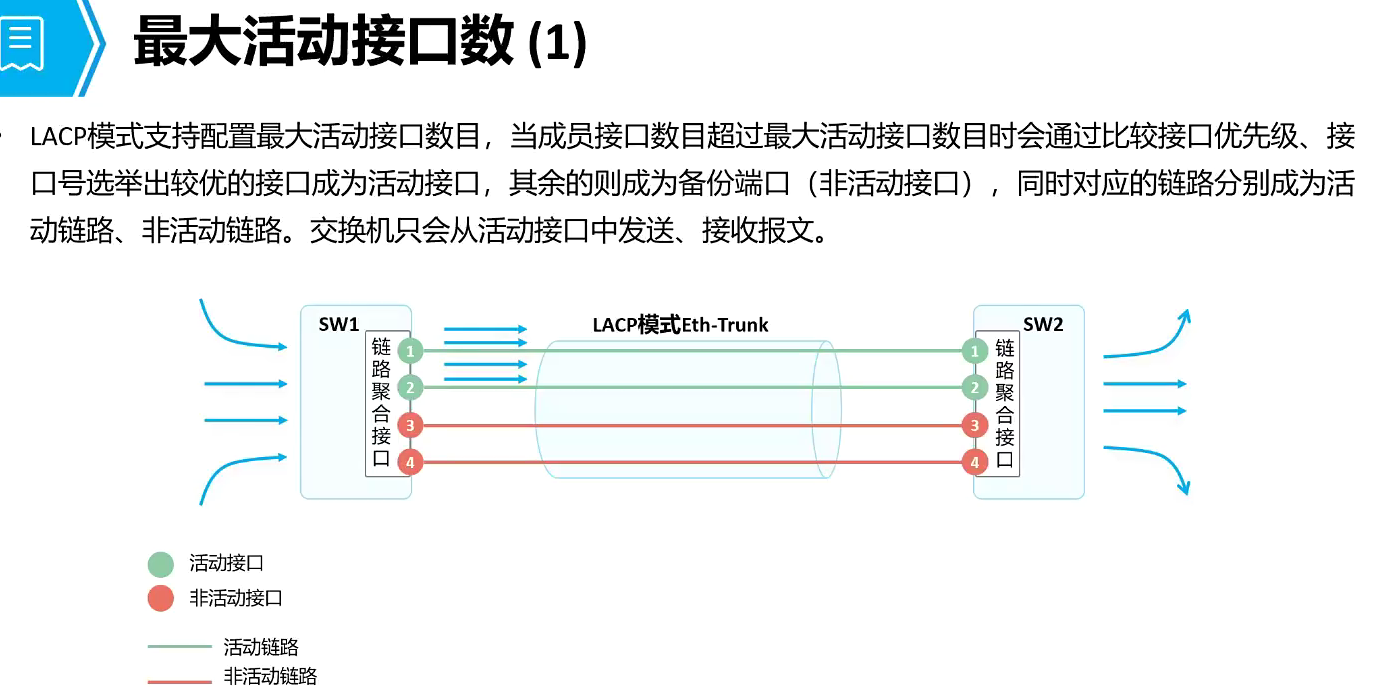 最大活动接口数 (1)
• LACP模式支持配置最大活动接口数目，当成员接口数目超过最大活动接口数目时会通过比较接口优先级、接
口号选举出较优的接口成为活动接口，其余的则成为备份端口（非活动接口），同时对应的链路分别成为活
动链路、非活动链路。交换机只会从活动接口中发送、接收报文。
SW1
LACP模式Eth-Trunk
SW2
链路聚合接口
1
2
3
4
1
2
3
4
链路聚合接口
活动接口
非活动接口
活动链路
非活动链路